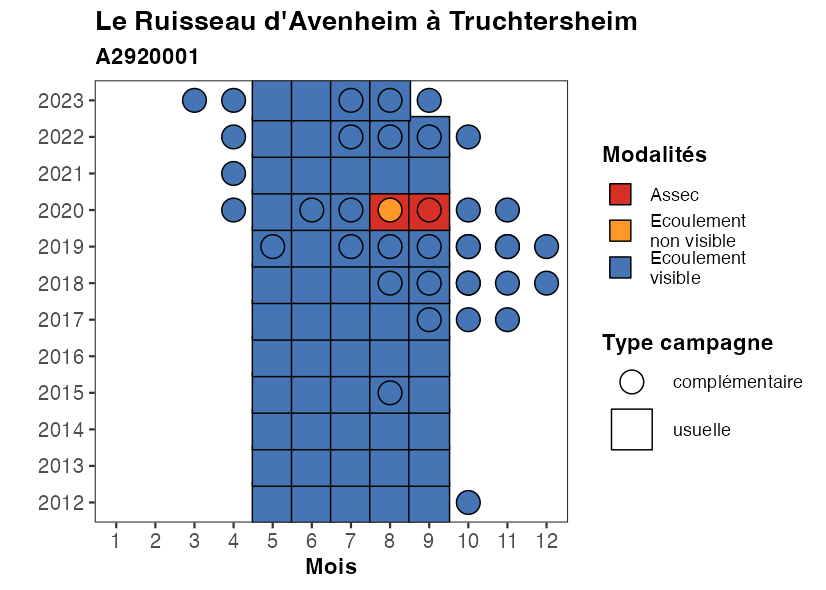 Le Ruisseau d'Avenheim à Truchtersheim
A2920001
2023
2022
2021
2020
2019
2018
2017
2016
2015
2014
2013
2012
1 2 3 4 5 6 7 8 9 10 11 12
Mois
Modalités
Assec
Ecoulement
non visible
Ecoulement
visible
Type campagne
complémentaire
usuelle